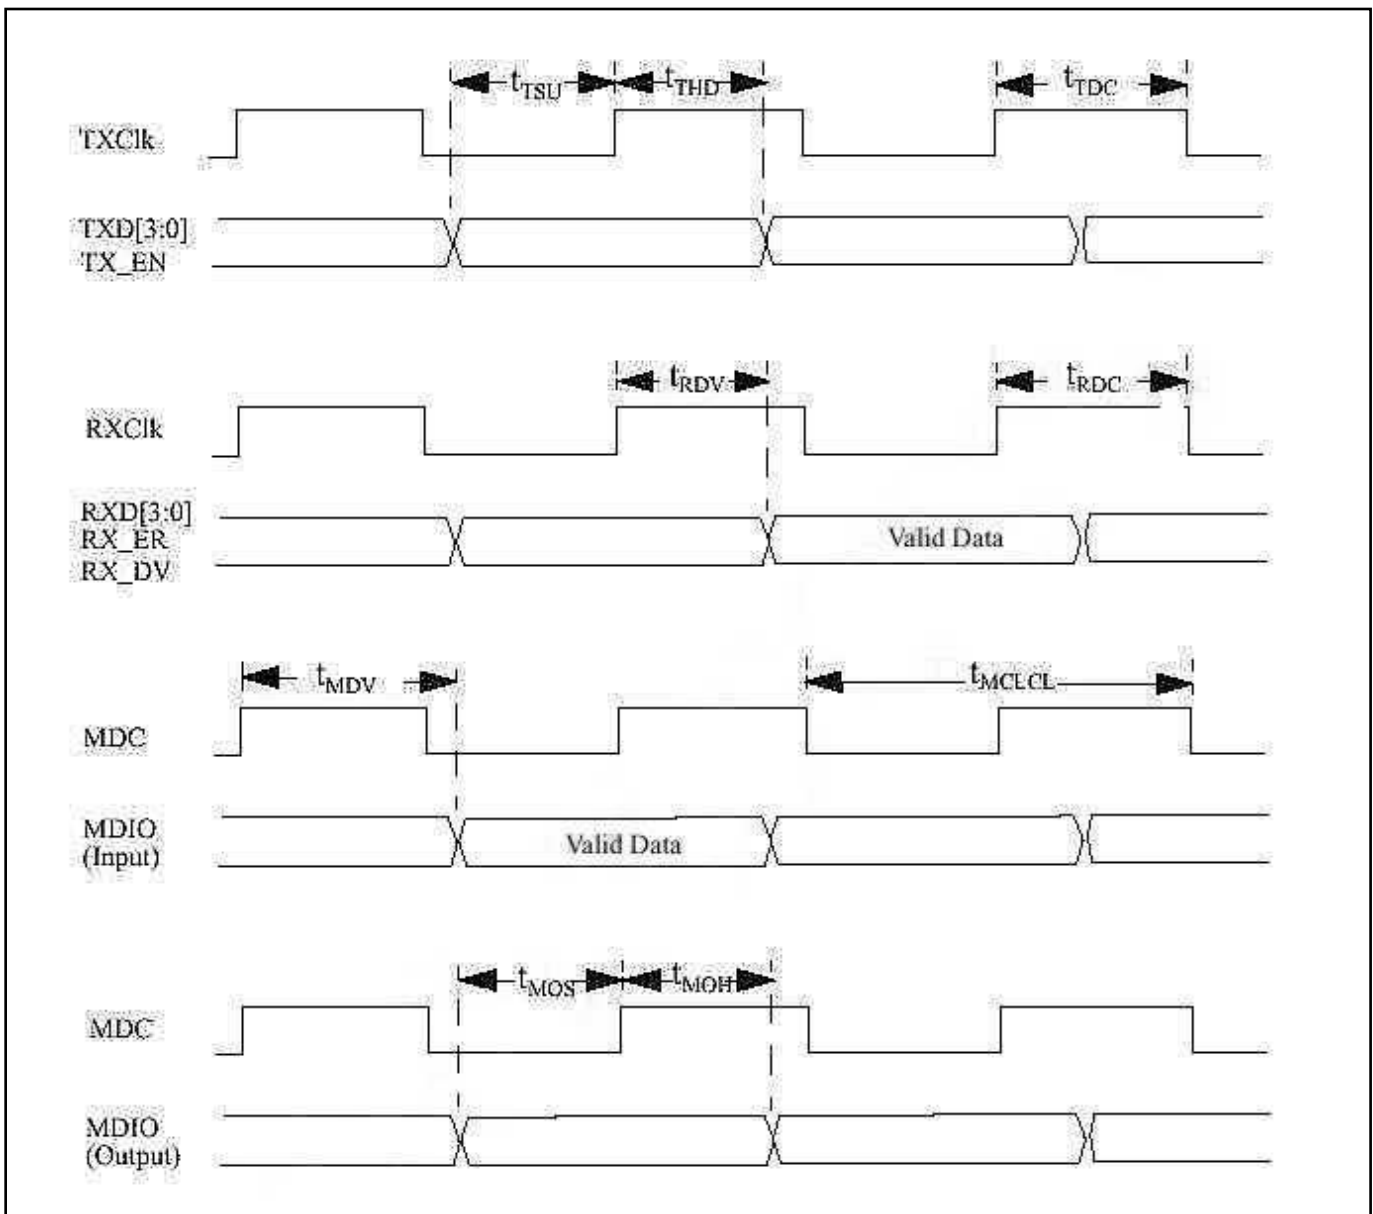 tTSU tTHD tTDC
TXClk
TXD[3:0]
TX_EN
tRDV tRDC
RXClk
RXD[3:0]
RX_ER
RX_DV
Valid Data
tMDV tMCLCL
MDC
MDIO
(Input)
Valid Data
tMOS tMOH
MDC
MDIO
(Output)